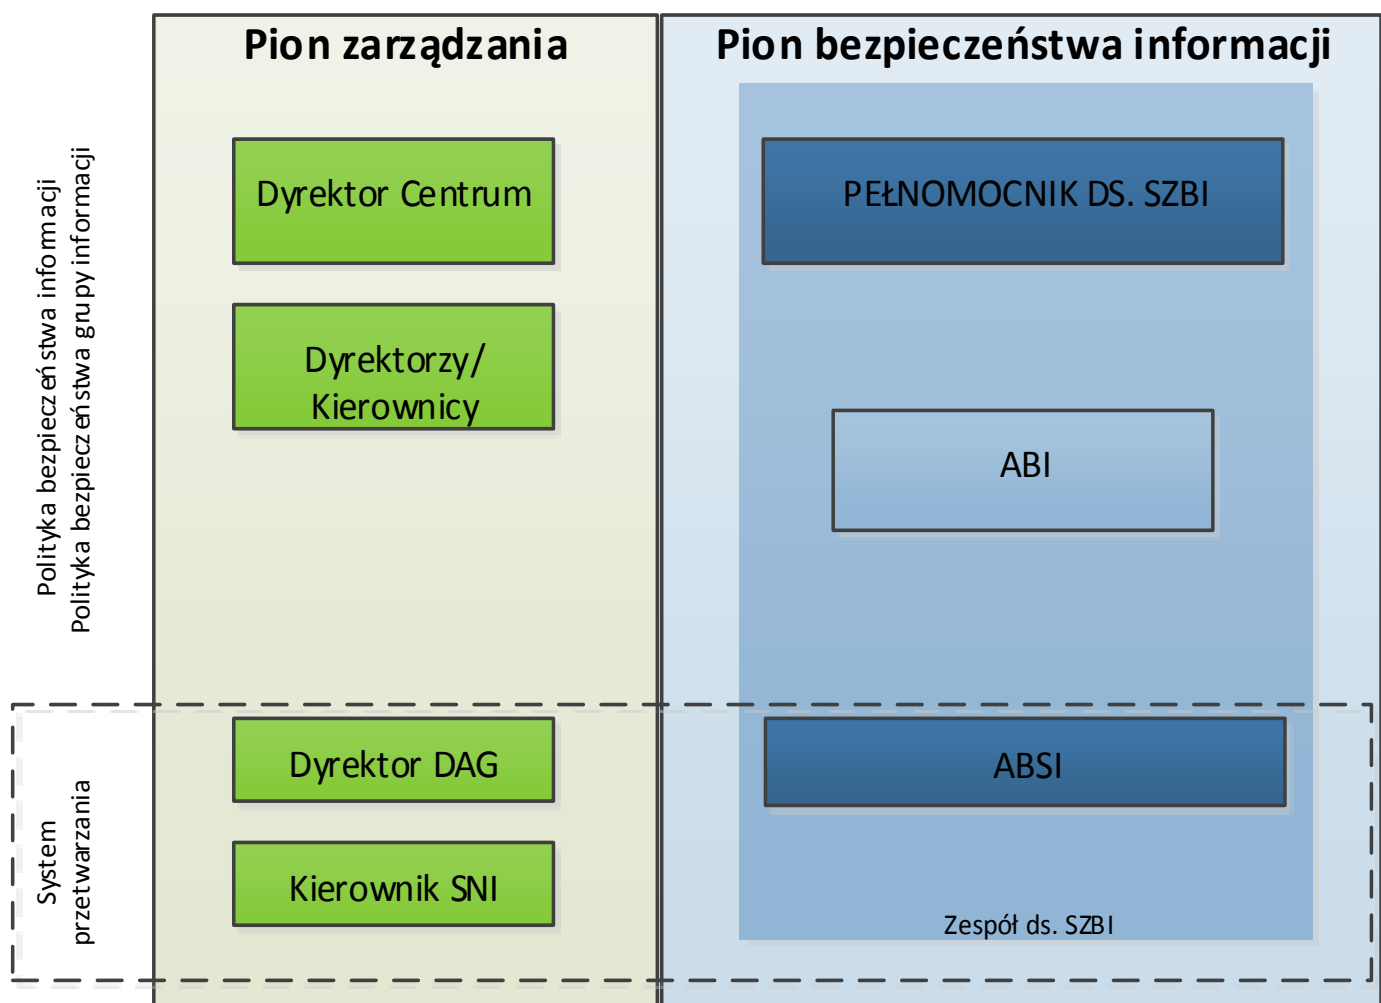 Pion zarządzania
Pion bezpieczeństwa informacji
Polityka bezpieczeństwa informacji
Polityka bezpieczeństwa grupy informacji
Dyrektor Centrum
PEŁNOMOCNIK DS. SZBI
Dyrektorzy/
Kierownicy
ABI
System
przetwarzania
Dyrektor DAG
ABSI
Kierownik SNI
Zespół ds. SZBI